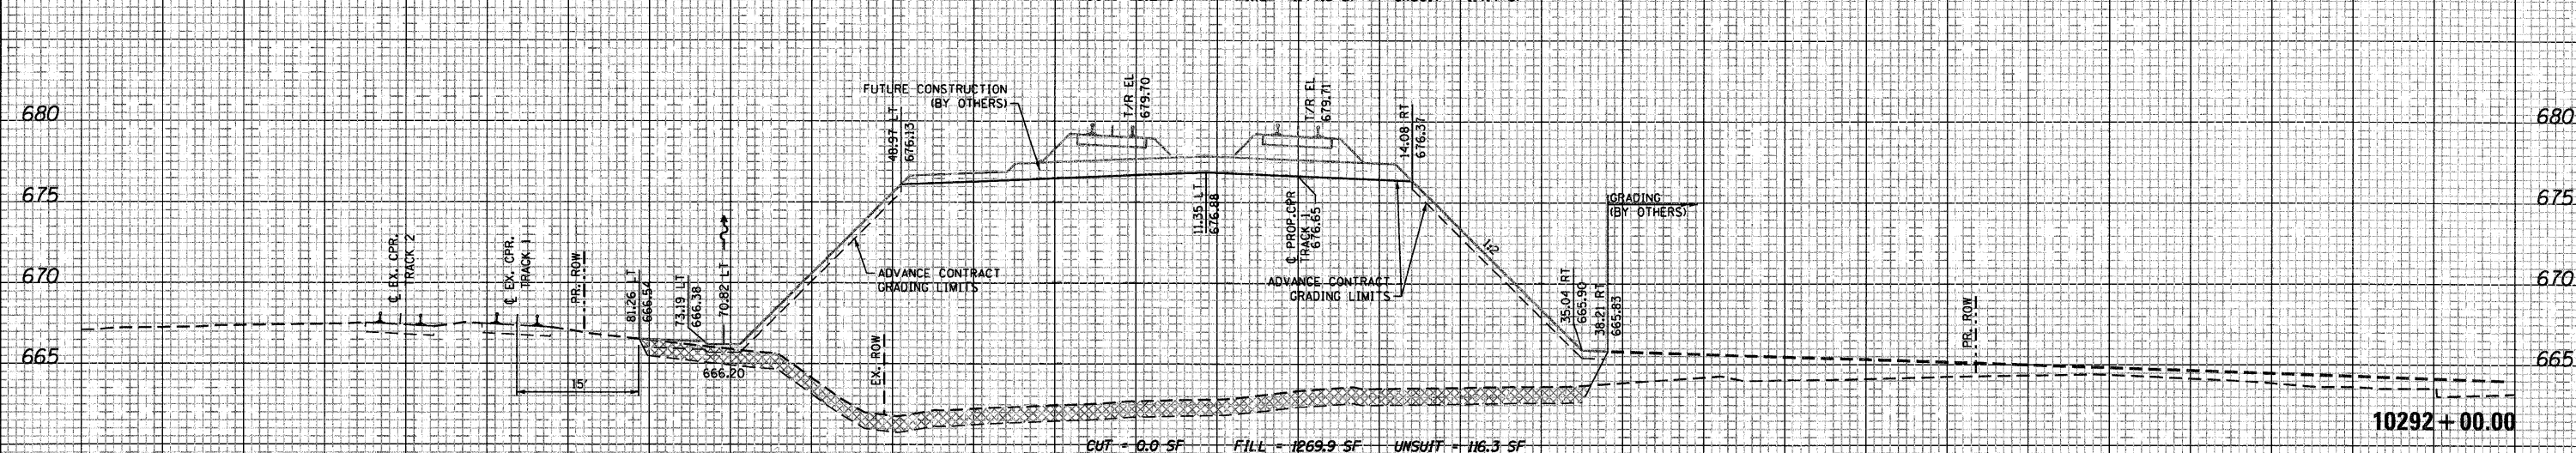 680
675
670
665
℄ EX. CPR.
TRACK 2
℄ EX. CPR.
TRACK 1
PR. ROW
15'
81.26 LT
666.54
73.19 LT
666.38
70.82 LT
666.20
FUTURE CONSTRUCTION
(BY OTHERS)
48.97 LT
676.13
ADVANCE CONTRACT
GRADING LIMITS
EX. ROW
T/R EL
679.70
11.35 LT
676.88
T/R EL
679.71
℄ PROP.CPR
TRACK 1
676.65
ADVANCE CONTRACT
GRADING LIMITS
14.08 RT
676.37
1:2
35.04 RT
665.90
38.21 RT
665.83
GRADING
(BY OTHERS)
PR. ROW
680
675
670
665
10292+00.00
CUT = 0.0 SF FILL = 1269.9 SF UNSUIT = 116.3 SF